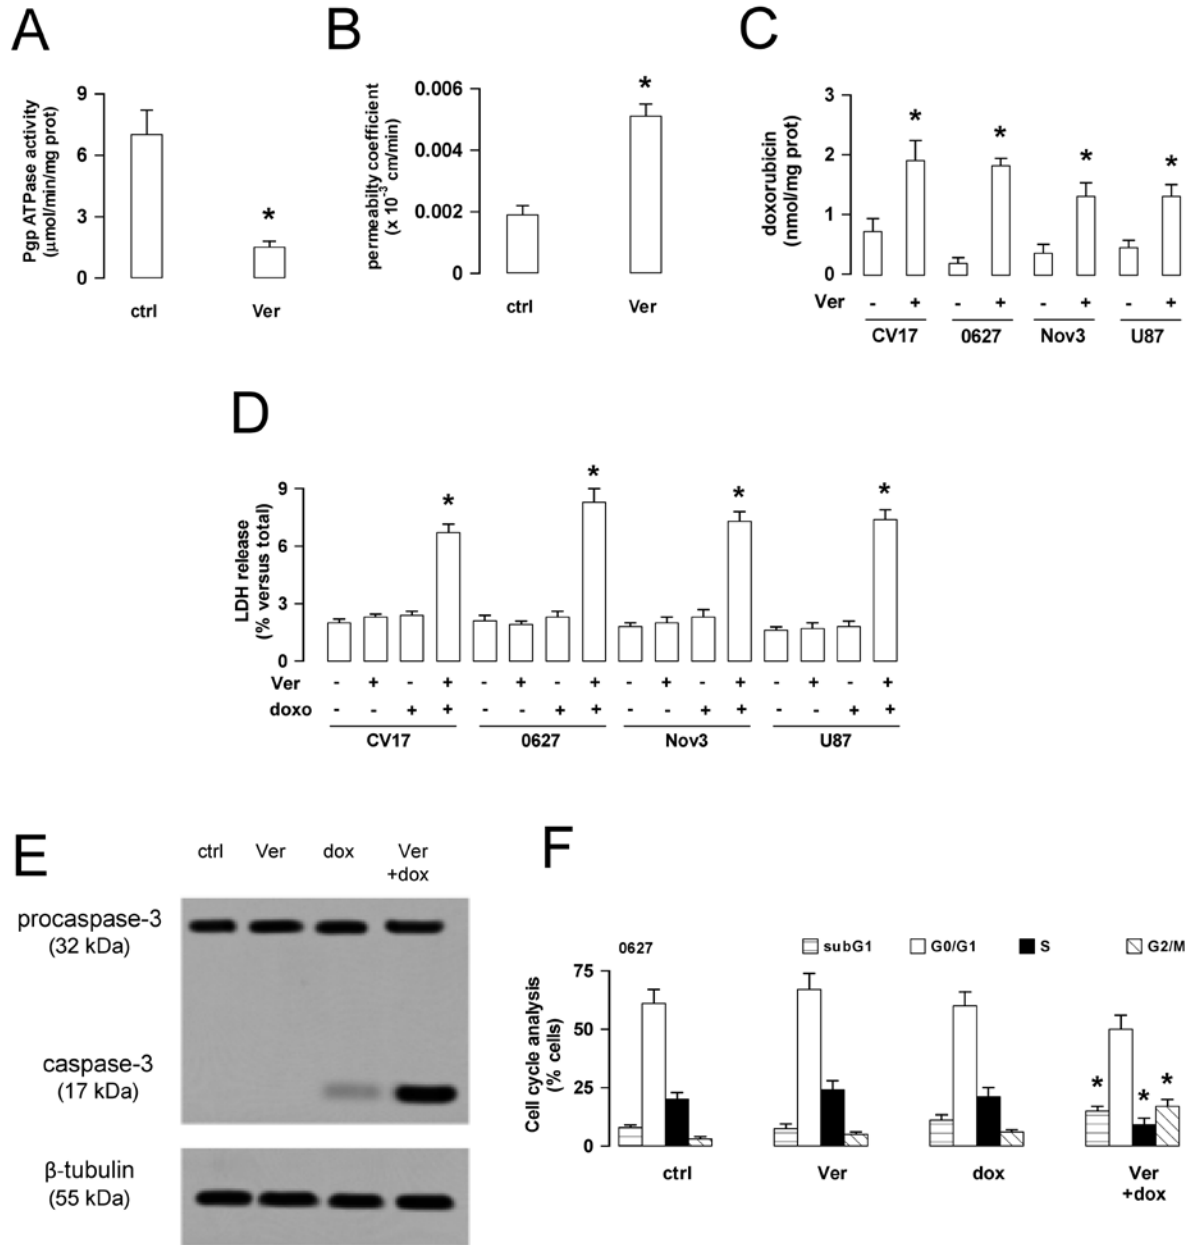 A
Pgp ATPase activity
(µmol/min/mg prot)
9
6
3
0
*
ctrl Ver
B
permeabilty coefficient
(x 10⁻³ cm/min)
0.006
0.004
0.002
0
*
ctrl Ver
C
doxorubicin
(nmol/mg prot)
3
2
1
0
* * * *
Ver - + - + - + - +
CV17 0627 Nov3 U87
D
LDH release
(% versus total)
9
6
3
0
* * * *
Ver - + - + - + - + - + - + - + - +
doxo - - + + - - + + - - + + - - + +
CV17 0627 Nov3 U87
E
ctrl Ver dox Ver
+dox
procaspase-3
(32 kDa)
caspase-3
(17 kDa)
β-tubulin
(55 kDa)
F
0627 subG1 G0/G1 S G2/M
Cell cycle analysis
(% cells)
75
50
25
0
* * *
ctrl Ver dox Ver
+dox